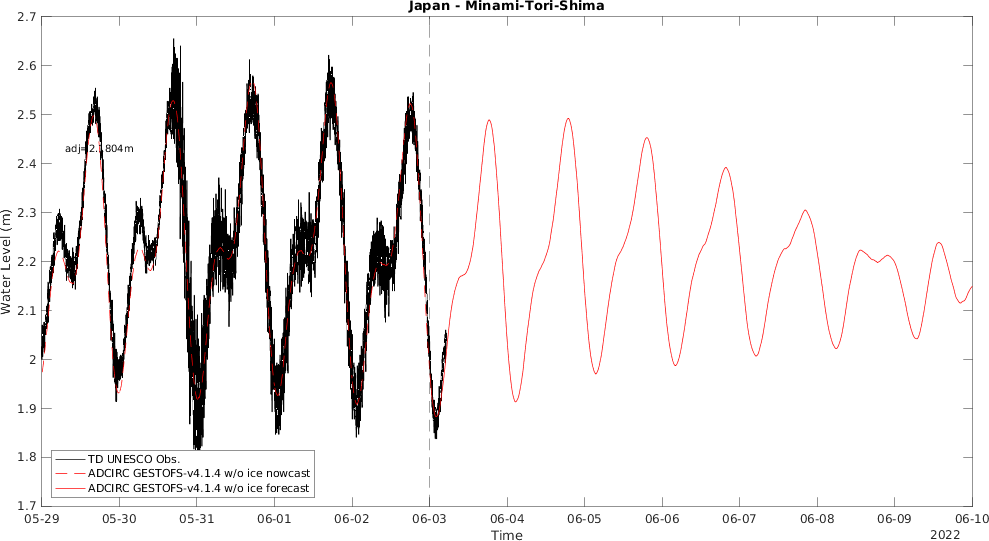 Japan - Minami-Tori-Shima
2.7
2.6
2.5
2.4
2.3
2.2
2.1
2
1.9
1.8
1.7
Water Level (m)
TD UNESCO Obs.
ADCIRC GESTOFS-v4.1.4 w/o ice nowcast
ADCIRC GESTOFS-v4.1.4 w/o ice forecast
05-29 05-30 05-31 06-01 06-02 06-03 06-04 06-05 06-06 06-07 06-08 06-09 06-10
Time
2022